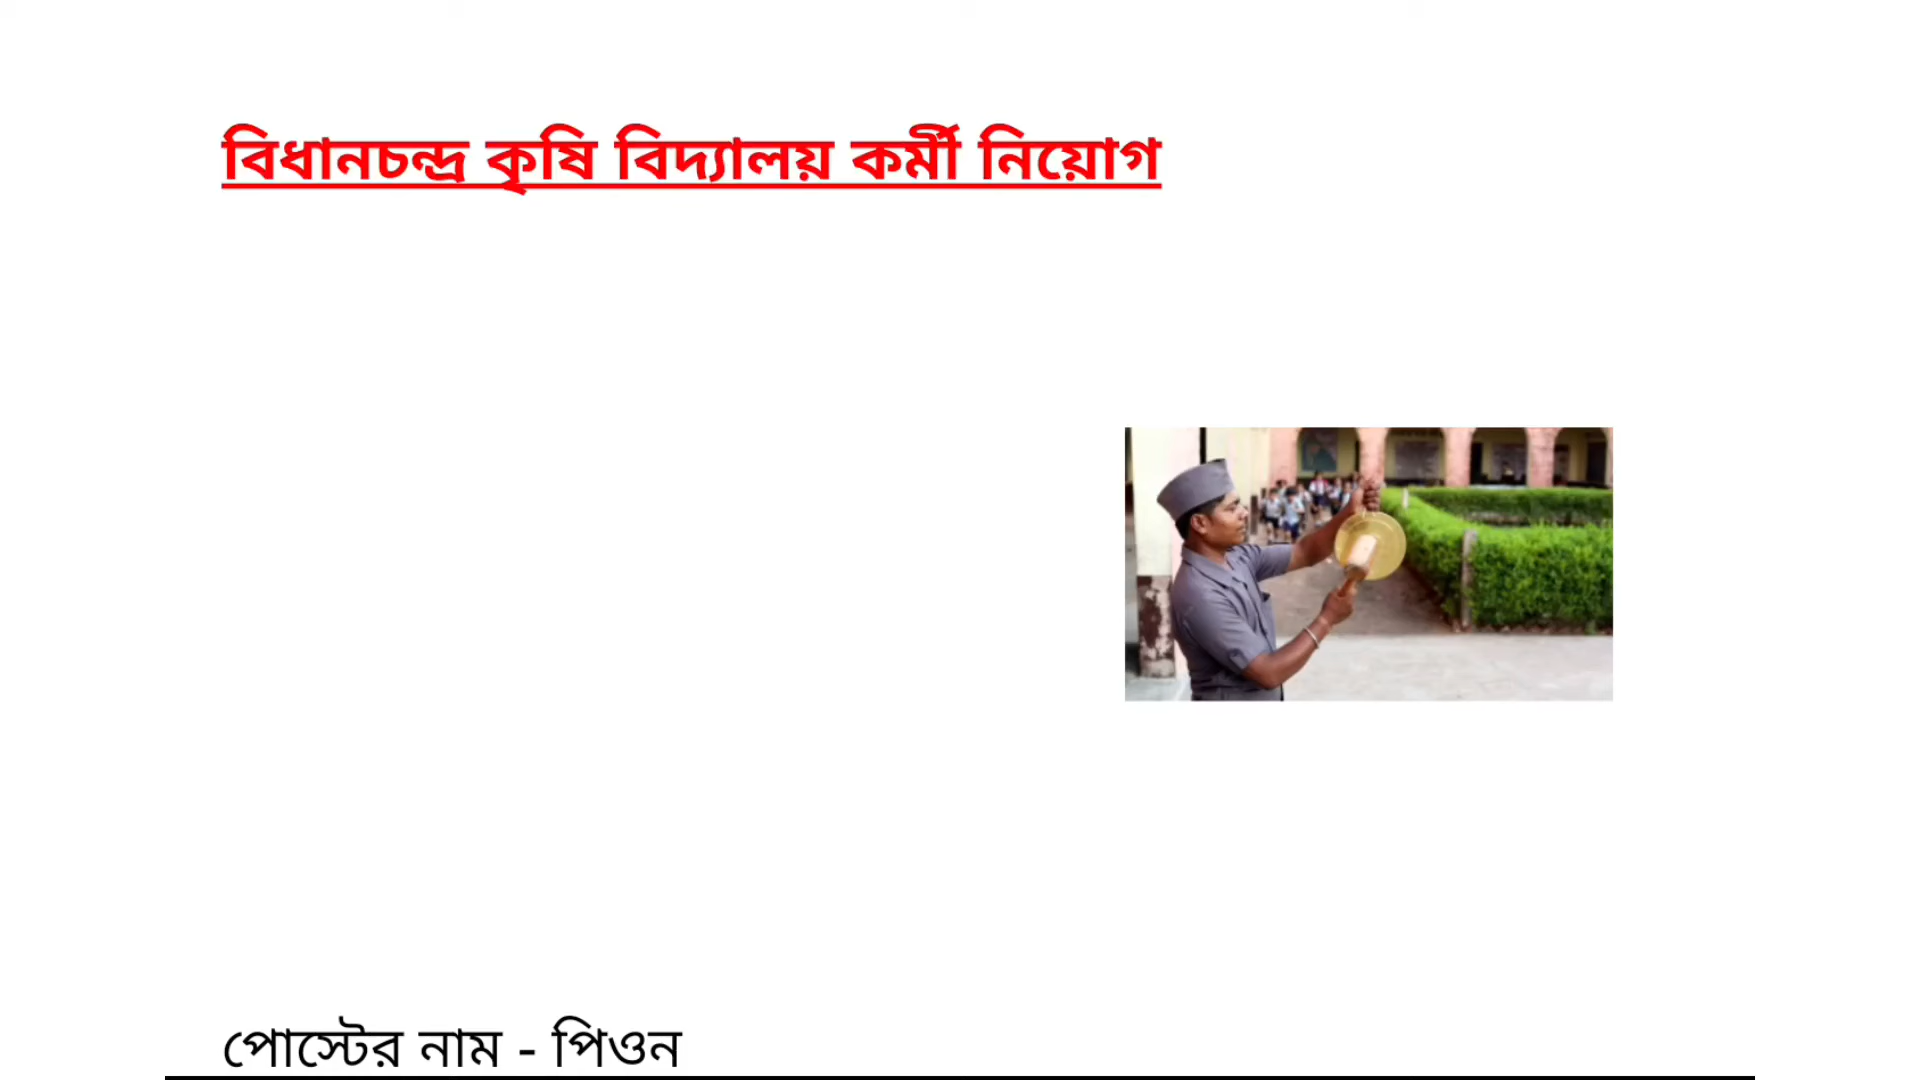 বিধানচন্দ্র কৃষি বিদ্যালয় কর্মী নিয়োগ
পোস্টের নাম - পিওন